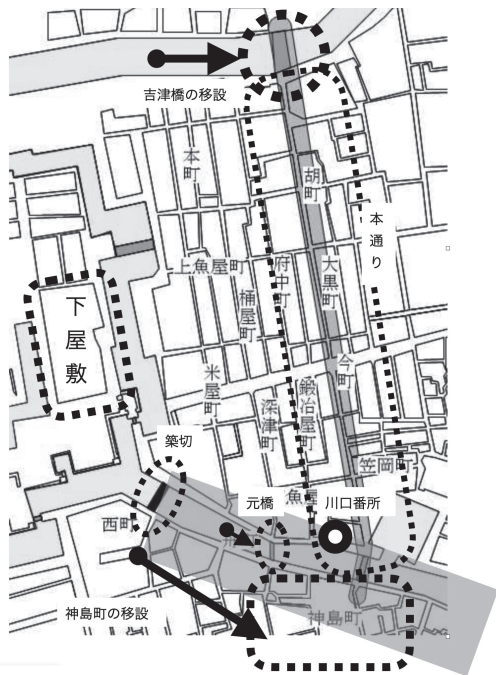 吉津橋の移設
本町
胡町
本通り
上魚屋町
府中町
大黒町
桶屋町
下屋敷
今町
米屋町
鍛冶屋町
深津町
築切
笠岡町
元橋
川口番所
魚屋
西町
神島町の移設
神島町